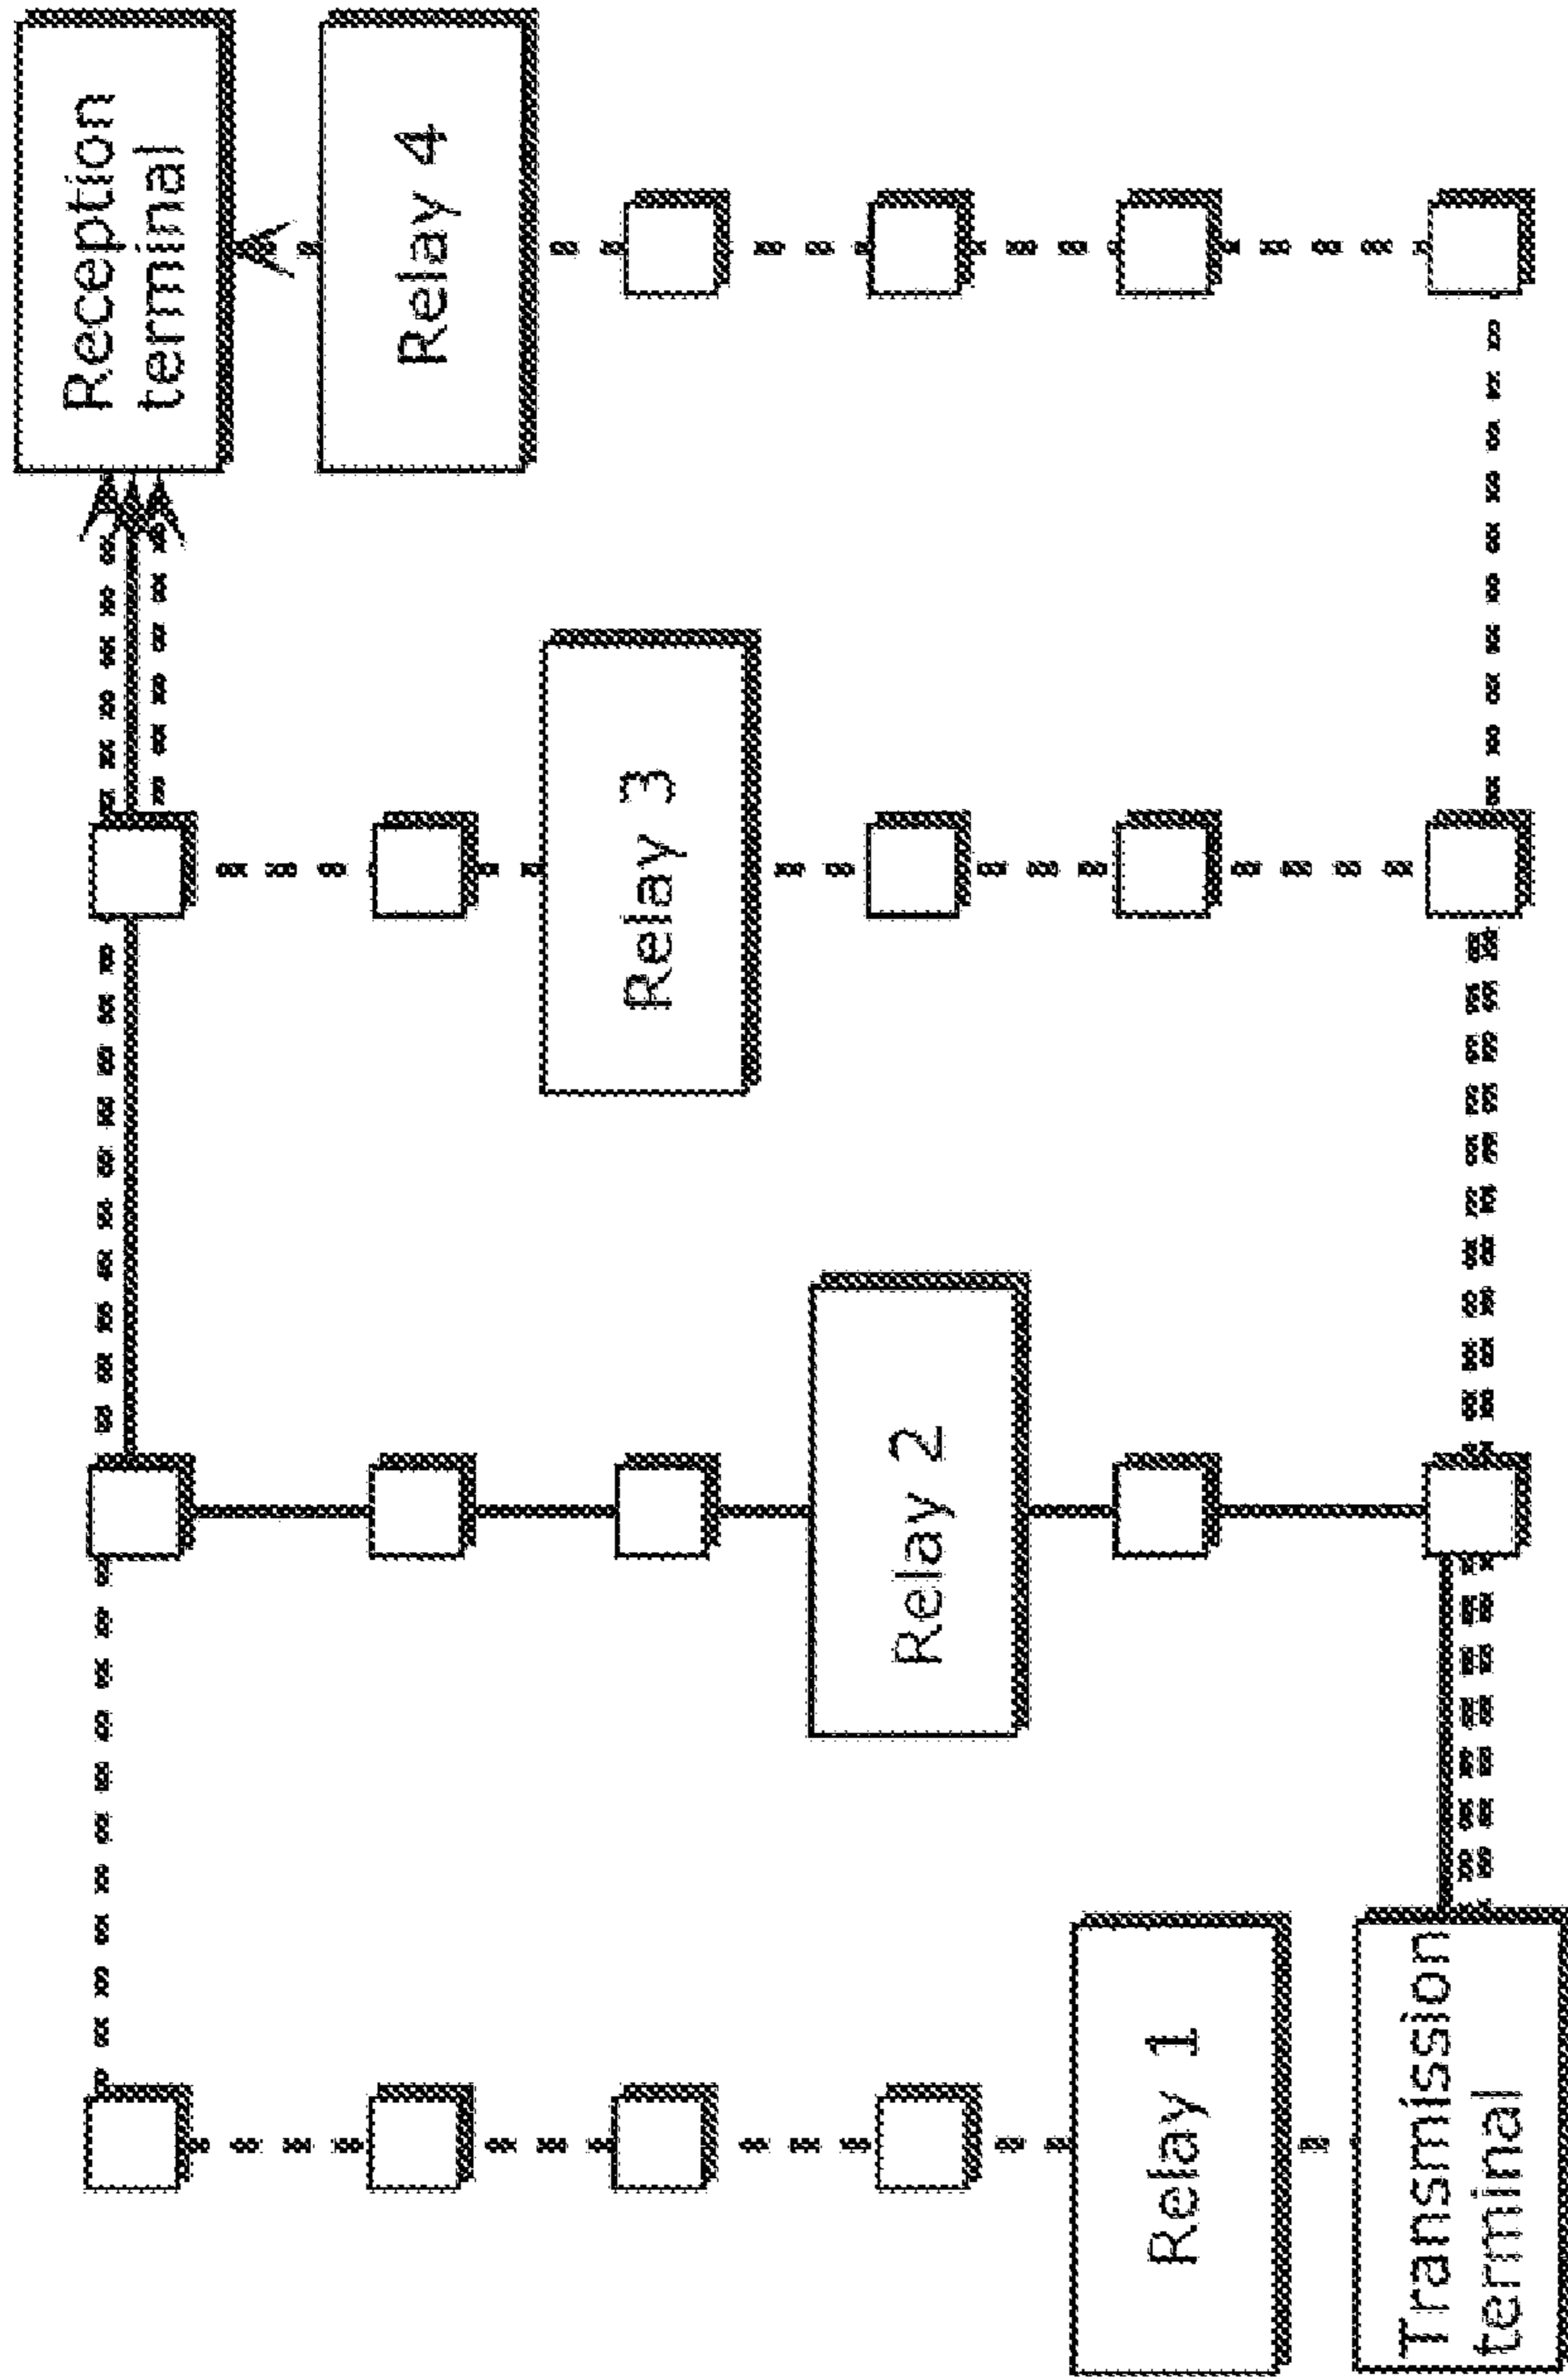 Transmission
terminal
Relay 1
Relay 2
Relay 3
Relay 4
Reception
terminal